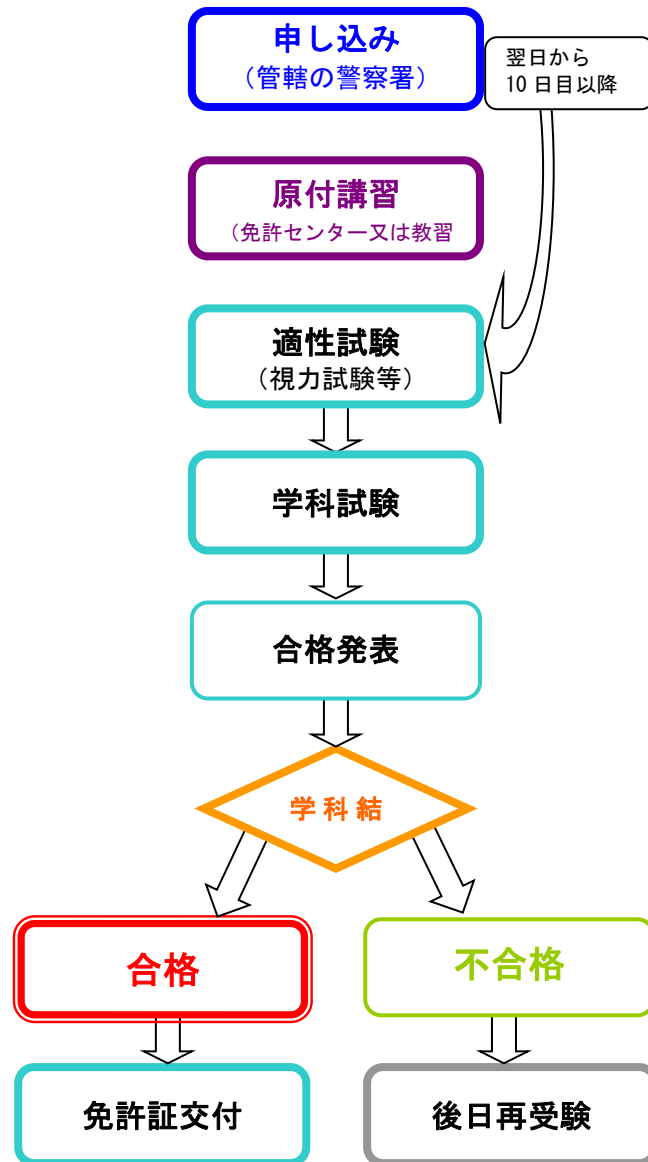 申し込み
（管轄の警察署）
翌日から
10日目以降
原付講習
（免許センター又は教習
適性試験
（視力試験等）
学科試験
合格発表
学科結
合格
不合格
免許証交付
後日再受験